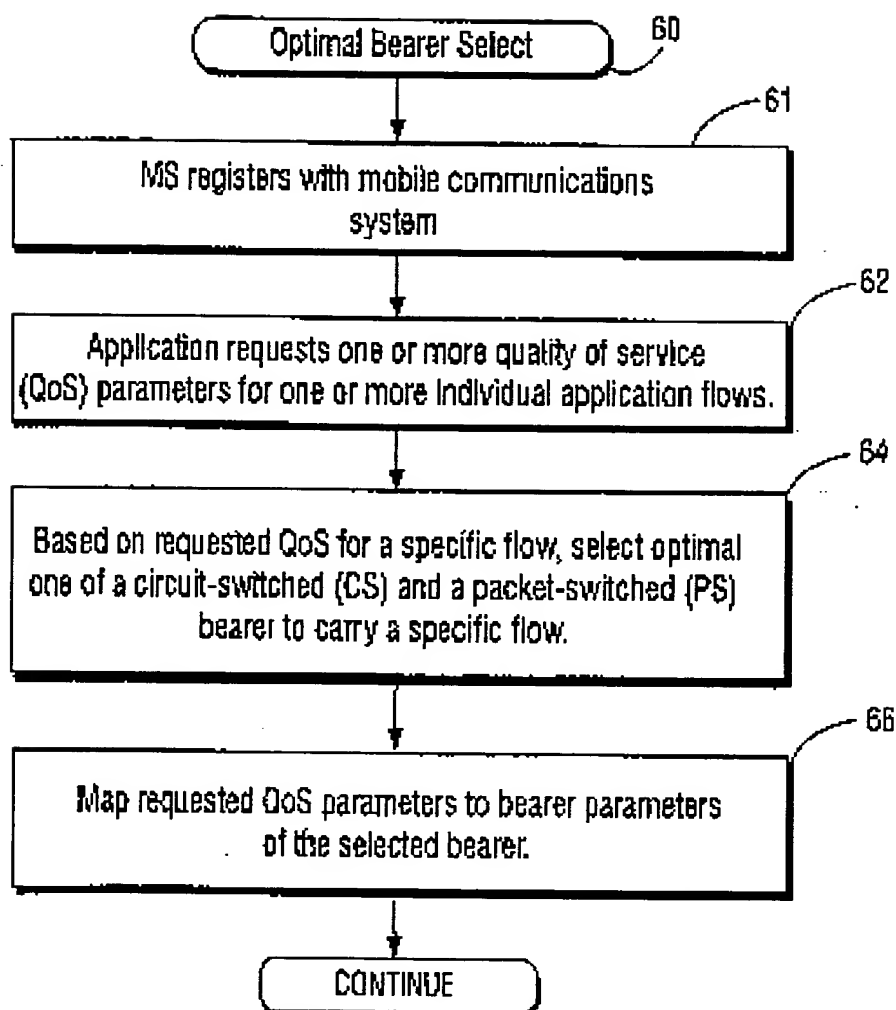 Optimal Bearer Select
60
61
MS registers with mobile communications
system
62
Application requests one or more quality of service
(QoS) parameters for one or more individual application flows.
64
Based on requested QoS for a specific flow, select optimal
one of a circuit-switched (CS) and a packet-switched (PS)
bearer to carry a specific flow.
66
Map requested QoS parameters to bearer parameters
of the selected bearer.
CONTINUE